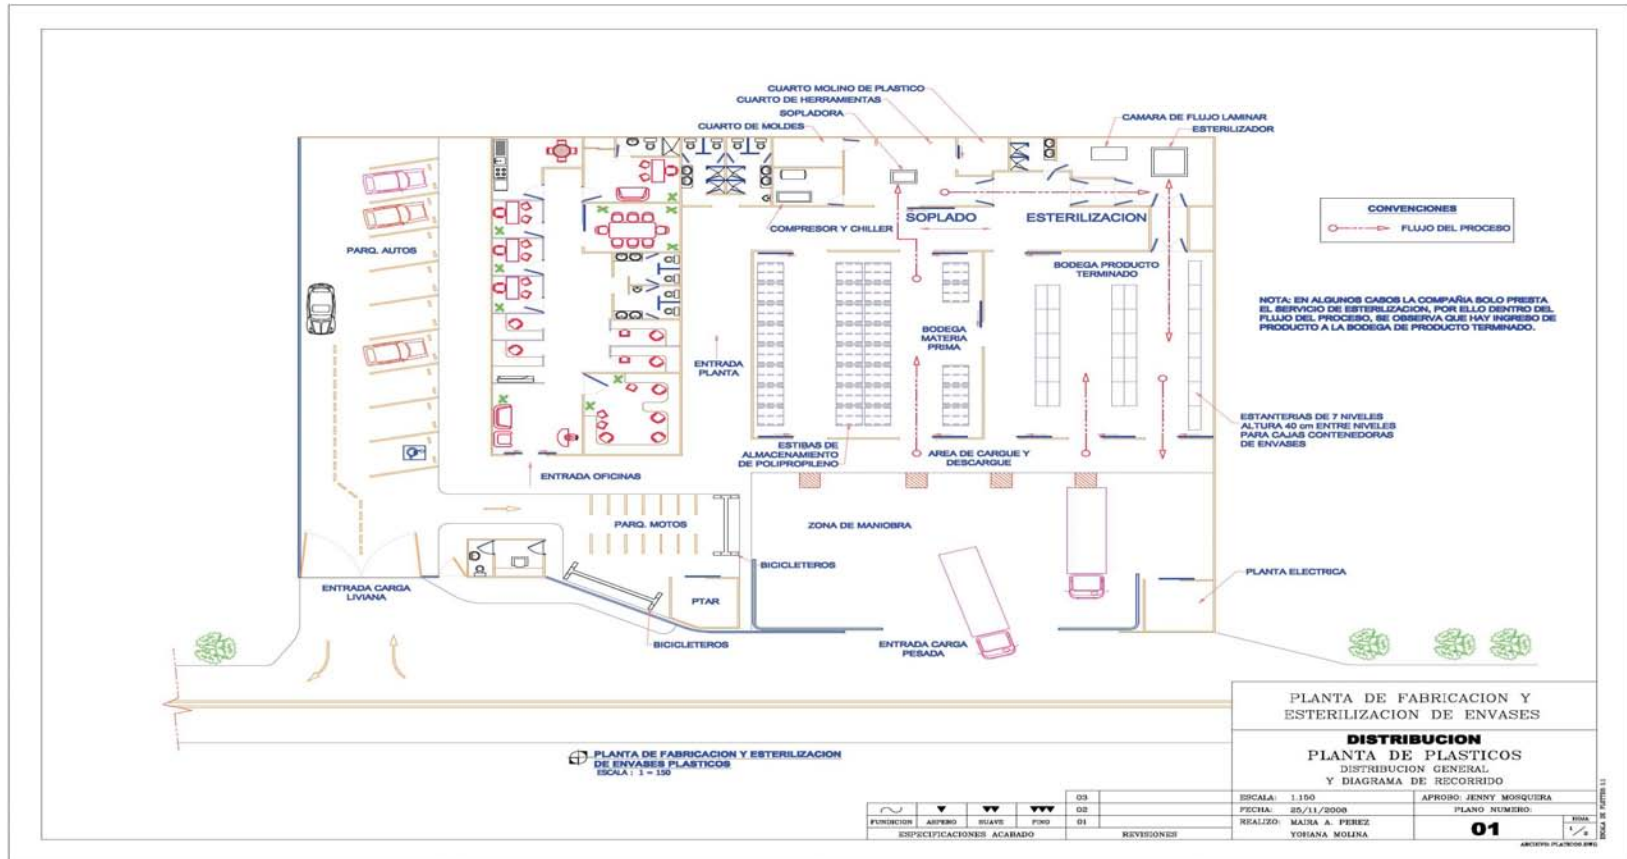 CUARTO MOLINO DE PLASTICO
CUARTO DE HERRAMIENTAS
SOPLADORA
CUARTO DE MOLDES
CAMARA DE FLUJO LAMINAR
ESTERILIZADOR
CONVENCIONES
FLUJO DEL PROCESO
SOPLADO
ESTERILIZACION
COMPRESOR Y CHILLER
PARQ. AUTOS
BODEGA PRODUCTO
TERMINADO
NOTA: EN ALGUNOS CASOS LA COMPAÑIA SOLO PRESTA
EL SERVICIO DE ESTERILIZACION, POR ELLO DENTRO DEL
FLUJO DEL PROCESO, SE OBSERVA QUE HAY INGRESO DE
PRODUCTO A LA BODEGA DE PRODUCTO TERMINADO.
BODEGA
MATERIA
PRIMA
ENTRADA
PLANTA
ESTANTERIAS DE 7 NIVELES
ALTURA 40 cm ENTRE NIVELES
PARA CAJAS CONTENEDORAS
DE ENVASES
ESTIBAS DE
ALMACENAMIENTO
DE POLIPROPILENO
AREA DE CARGUE Y
DESCARGUE
ENTRADA OFICINAS
PARQ. MOTOS
ZONA DE MANIOBRA
BICICLETEROS
PLANTA ELECTRICA
ENTRADA CARGA
LIVIANA
PTAR
BICICLETEROS
ENTRADA CARGA
PESADA
PLANTA DE FABRICACION Y
ESTERILIZACION DE ENVASES
DISTRIBUCION
PLANTA DE PLASTICOS
DISTRIBUCION GENERAL
Y DIAGRAMA DE RECORRIDO
PLANTA DE FABRICACION Y ESTERILIZACION
DE ENVASES PLASTICOS
ESCALA : 1 = 150
ESCALA: 1.150
APROBO: JENNY MOSQUERA
FECHA: 25/11/2008
PLANO NUMERO:
REALIZO: MAIRA A. PEREZ
YOHANA MOLINA
01
HOJA
03
02
01
FUNDICION ASPERO SUAVE FINO
ESPECIFICACIONES ACABADO
REVISIONES